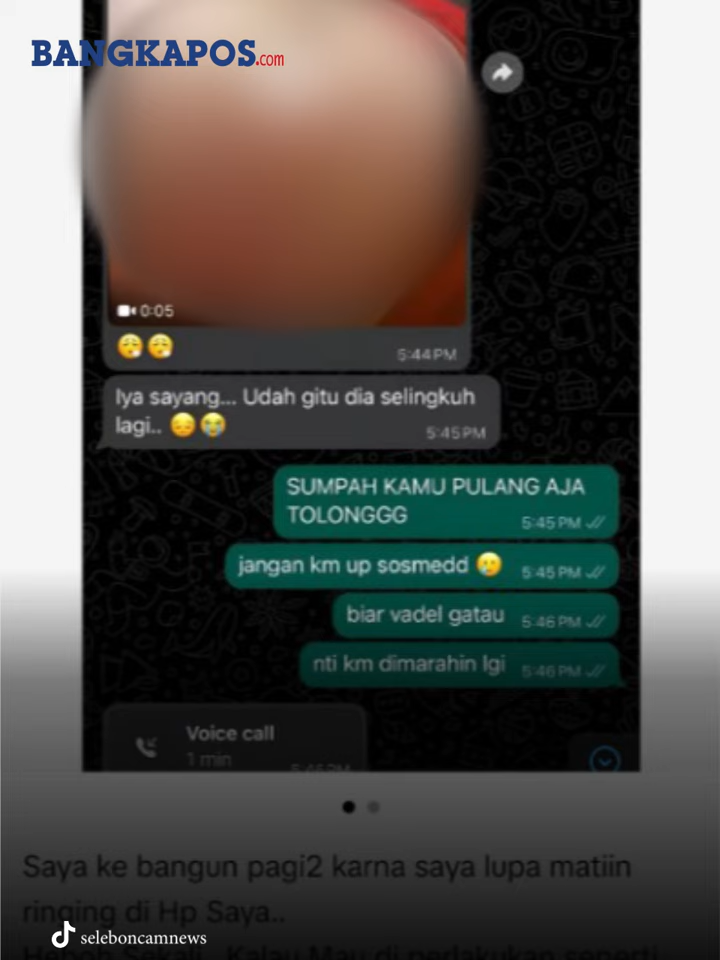 BANGKAPOS.com
0:05
😮‍💨😮‍💨
5:44 PM
Iya sayang... Udah gitu dia selingkuh
lagi.. 😔😭
5:45 PM
SUMPAH KAMU PULANG AJA
TOLONGGG
5:45 PM
jangan km up sosmedd 🥲
5:45 PM
biar vadel gatau
5:46 PM
nti km dimarahin lgi
5:46 PM
Voice call
1 min
Saya ke bangun pagi2 karna saya lupa matiin
ringing di Hp Saya..
seleboncamnews